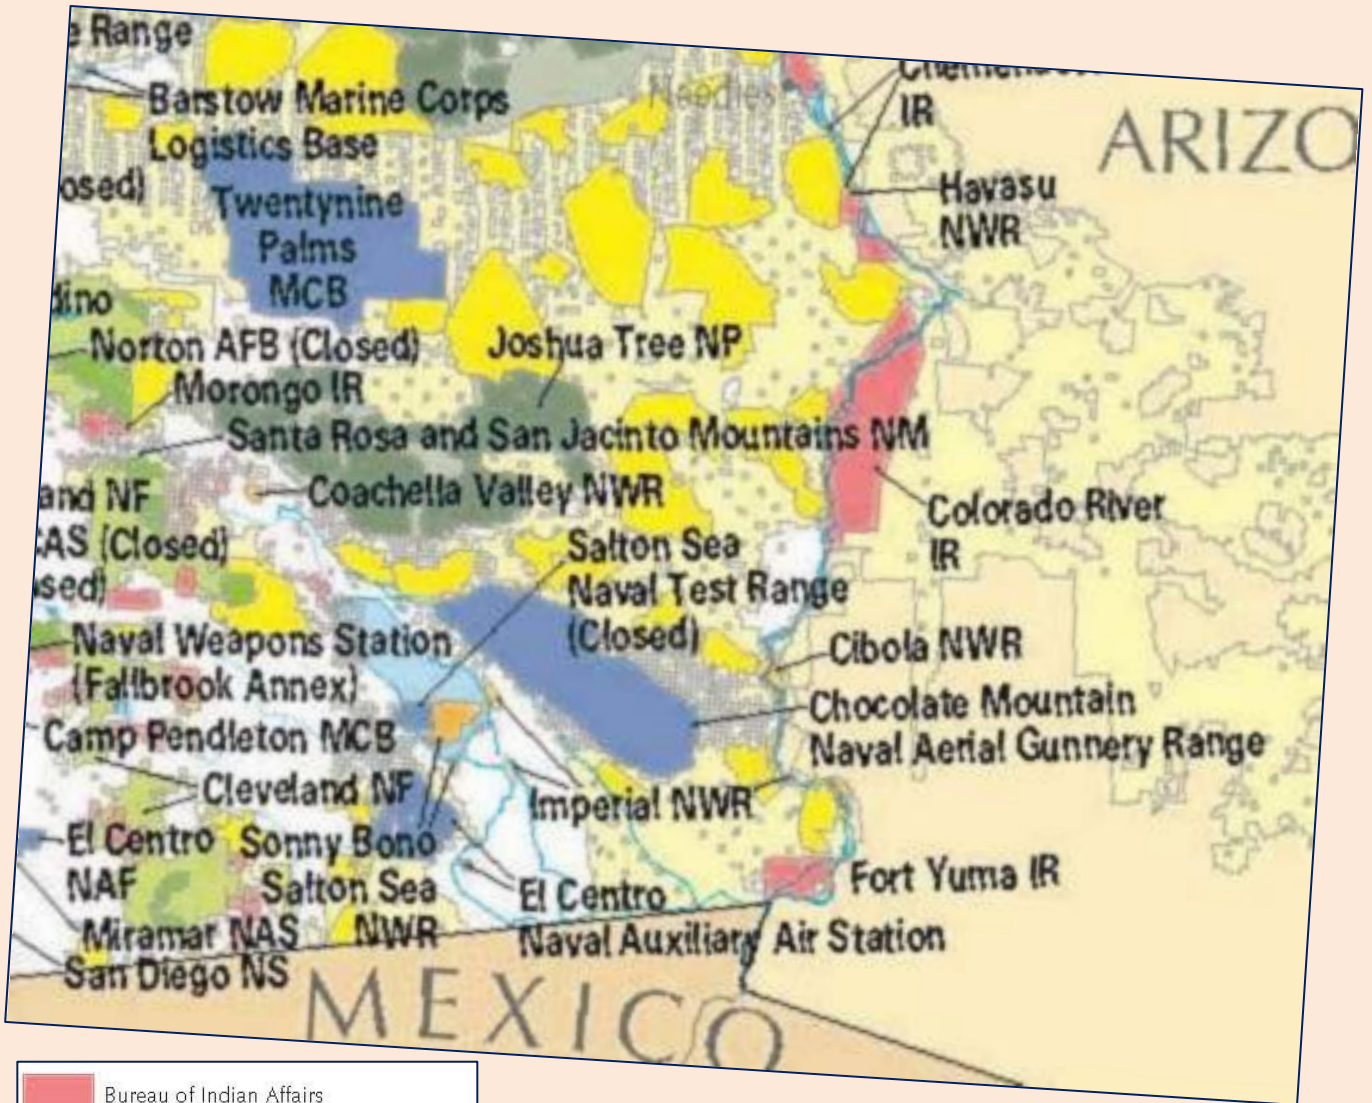 e Range
Barstow Marine Corps
Logistics Base
osed)
Twentynine
Palms
MCB
Needles
IR
ARIZO
Havasu
NWR
dino
Norton AFB (Closed)
Joshua Tree NP
Morongo IR
Santa Rosa and San Jacinto Mountains NM
and NF
Coachella Valley NWR
Colorado River
IR
AS (Closed)
sed)
Salton Sea
Naval Test Range
(Closed)
Naval Weapons Station
(Fallbrook Annex)
Cibola NWR
Camp Pendleton MCB
Chocolate Mountain
Naval Aerial Gunnery Range
Cleveland NF
Imperial NWR
El Centro
NAF
Sonny Bono
Salton Sea
NWR
El Centro
Naval Auxiliary Air Station
Fort Yuma IR
Miramar NAS
San Diego NS
MEXICO
Bureau of Indian Affairs